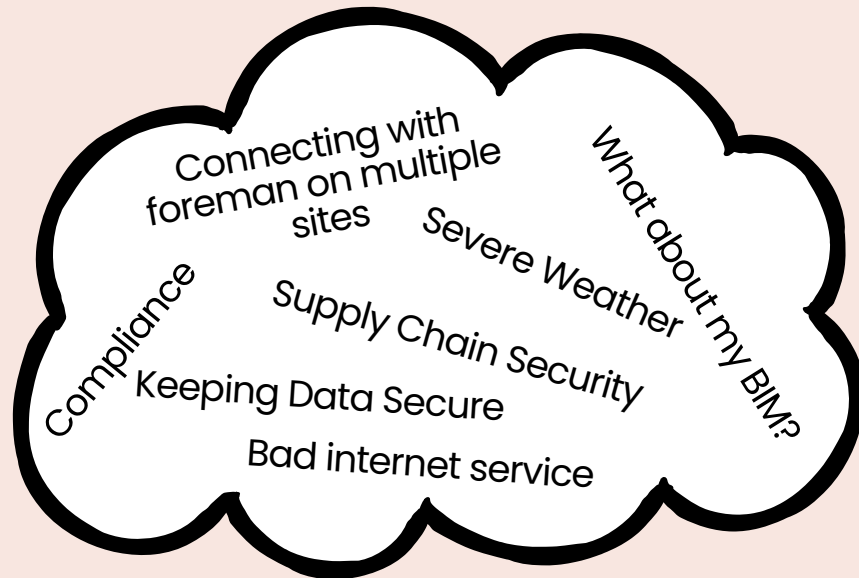 Connecting with
foreman on multiple
sites
What about my BIM?
Severe Weather
Compliance
Supply Chain Security
Keeping Data Secure
Bad internet service